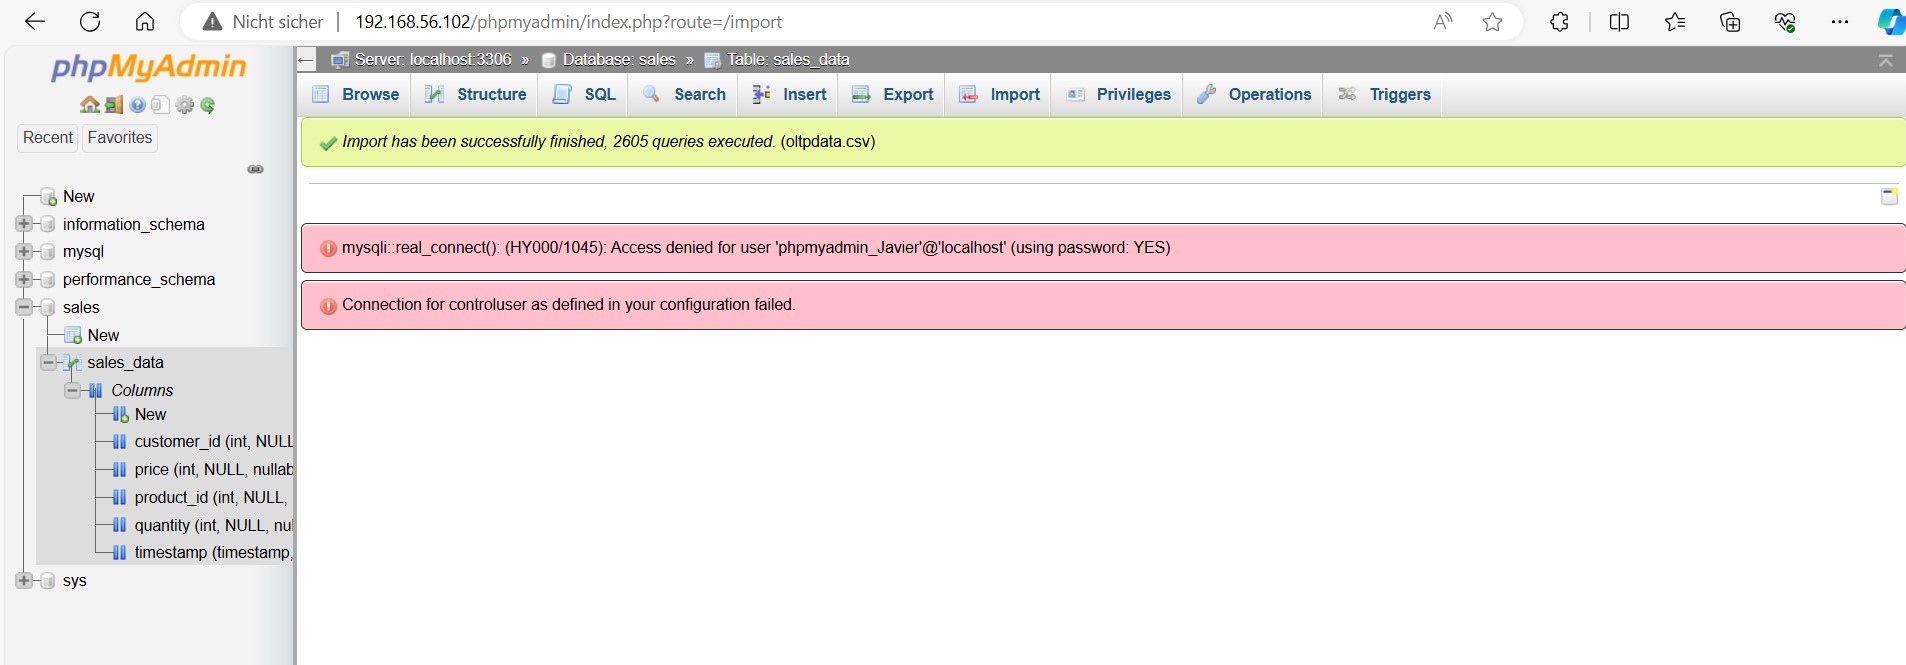 Nicht sicher | 192.168.56.102/phpmyadmin/index.php?route=/import
phpMyAdmin
Recent Favorites
New
information_schema
mysql
performance_schema
sales
New
sales_data
Columns
New
customer_id (int, NULL
price (int, NULL, nullab
product_id (int, NULL,
quantity (int, NULL, nul
timestamp (timestamp,
sys
Server: localhost:3306 » Database: sales » Table: sales_data
Browse Structure SQL Search Insert Export Import Privileges Operations Triggers
Import has been successfully finished, 2605 queries executed. (oltpdata.csv)
mysqli::real_connect(): (HY000/1045): Access denied for user 'phpmyadmin_Javier'@'localhost' (using password: YES)
Connection for controluser as defined in your configuration failed.